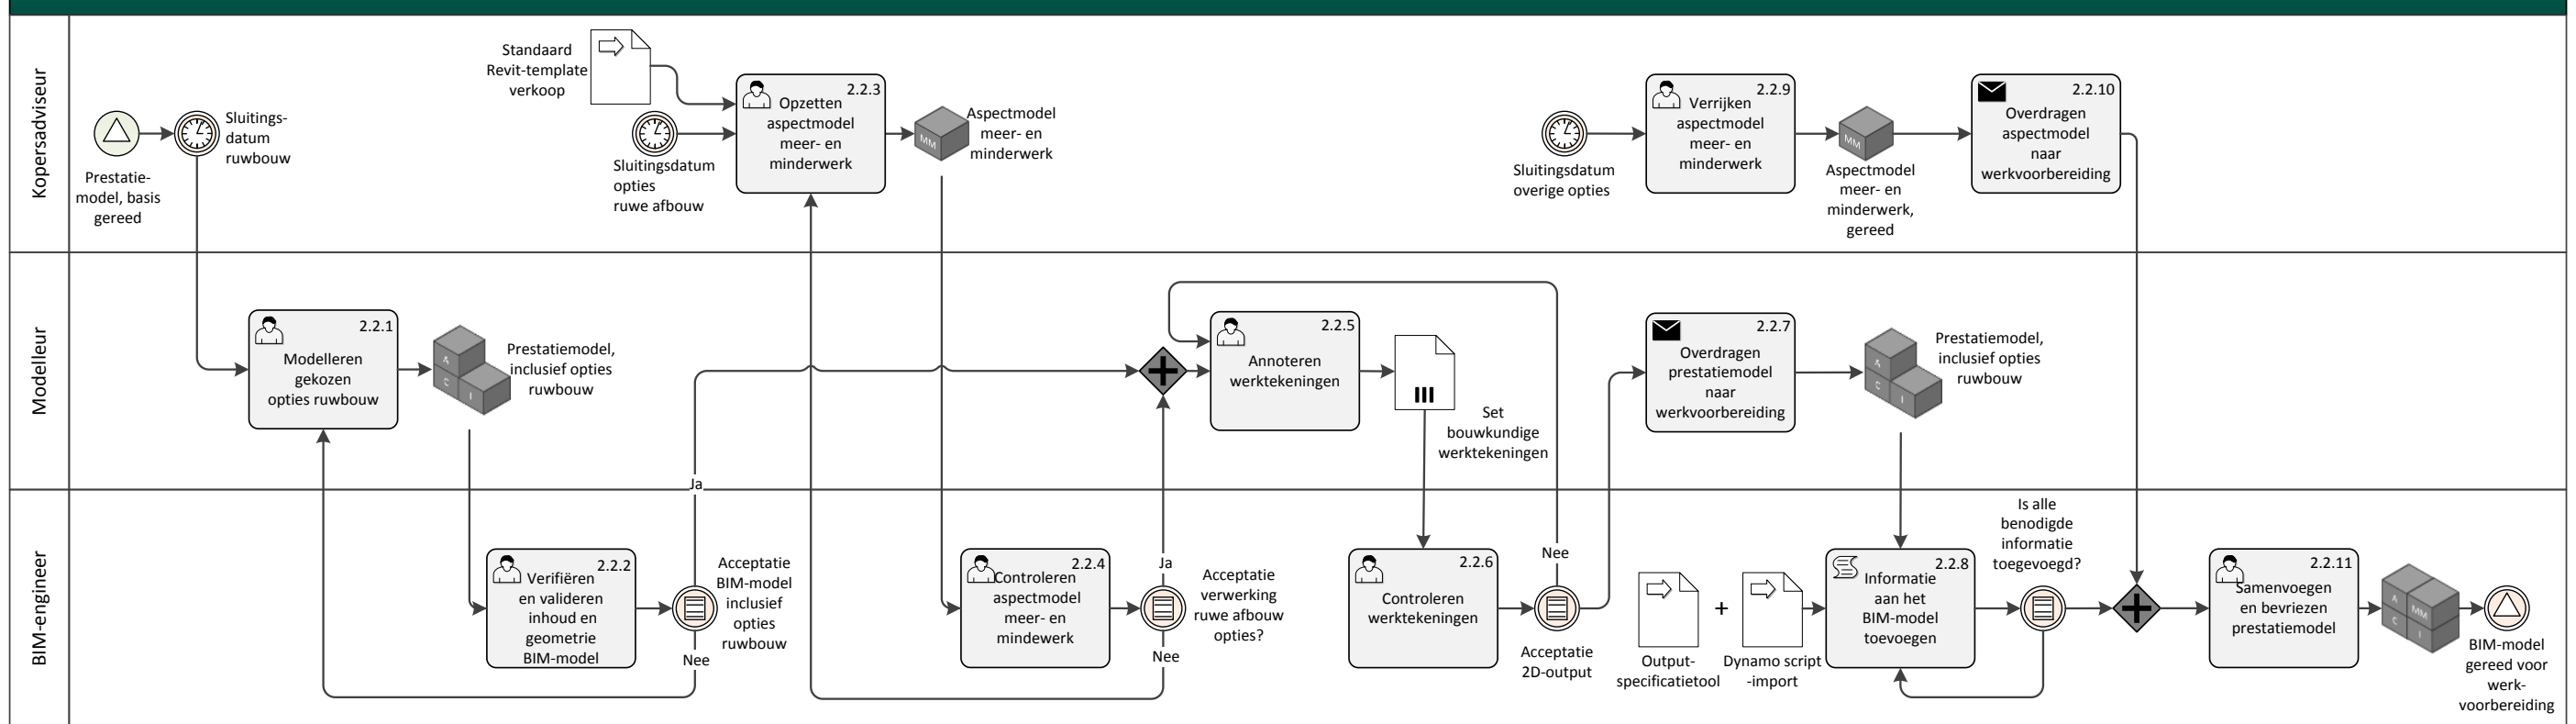 Kopersadviseur
Prestatie-
model, basis
gereed
Sluitings-
datum
ruwbouw
Standaard
Revit-template
verkoop
Sluitingsdatum
opties
ruwe afbouw
2.2.3
Opzetten
aspectmodel
meer- en
minderwerk
MM
Aspectmodel
meer- en
minderwerk
Sluitingsdatum
overige opties
2.2.9
Verrijken
aspectmodel
meer- en
minderwerk
MM
Aspectmodel
meer- en
minderwerk,
gereed
2.2.10
Overdragen
aspectmodel
naar
werkvoorbereiding
Modelleur
2.2.1
Modelleren
gekozen
opties ruwbouw
A
C
I
Prestatiemodel,
inclusief opties
ruwbouw
2.2.5
Annoteren
werktekeningen
Set
bouwkundige
werktekeningen
2.2.7
Overdragen
prestatiemodel
naar
werkvoorbereiding
A
C
I
Prestatiemodel,
inclusief opties
ruwbouw
BIM-engineer
2.2.2
Verifiëren
en valideren
inhoud en
geometrie
BIM-model
Ja
Nee
Acceptatie
BIM-model
inclusief
opties
ruwbouw
2.2.4
Controleren
aspectmodel
meer- en
mindewerk
Ja
Nee
Acceptatie
verwerking
ruwe afbouw
opties?
2.2.6
Controleren
werktekeningen
Nee
Acceptatie
2D-output
Output-
specificatietool
+
Dynamo script
-import
2.2.8
Informatie
aan het
BIM-model
toevoegen
Is alle
benodigde
informatie
toegevoegd?
2.2.11
Samenvoegen
en bevriezen
prestatiemodel
A
MM
C
I
BIM-model
gereed voor
werk-
voorbereiding